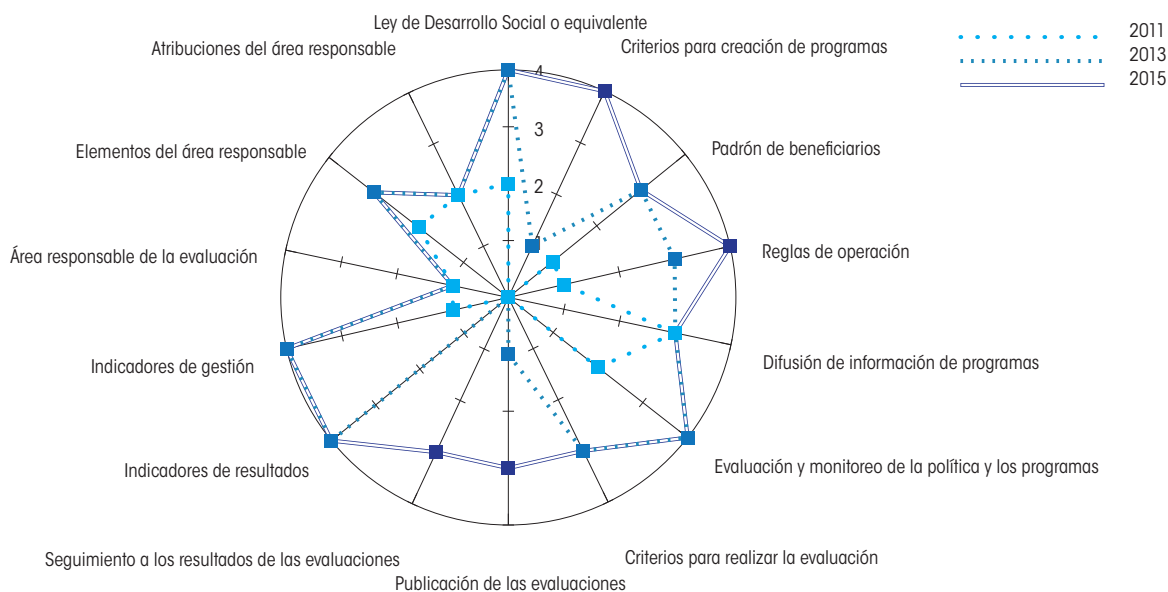 Ley de Desarrollo Social o equivalente
Atribuciones del área responsable
Criterios para creación de programas
2011
2013
2015
4
3
2
1
Elementos del área responsable
Padrón de beneficiarios
Área responsable de la evaluación
Reglas de operación
Indicadores de gestión
Difusión de información de programas
Indicadores de resultados
Evaluación y monitoreo de la política y los programas
Seguimiento a los resultados de las evaluaciones
Criterios para realizar la evaluación
Publicación de las evaluaciones